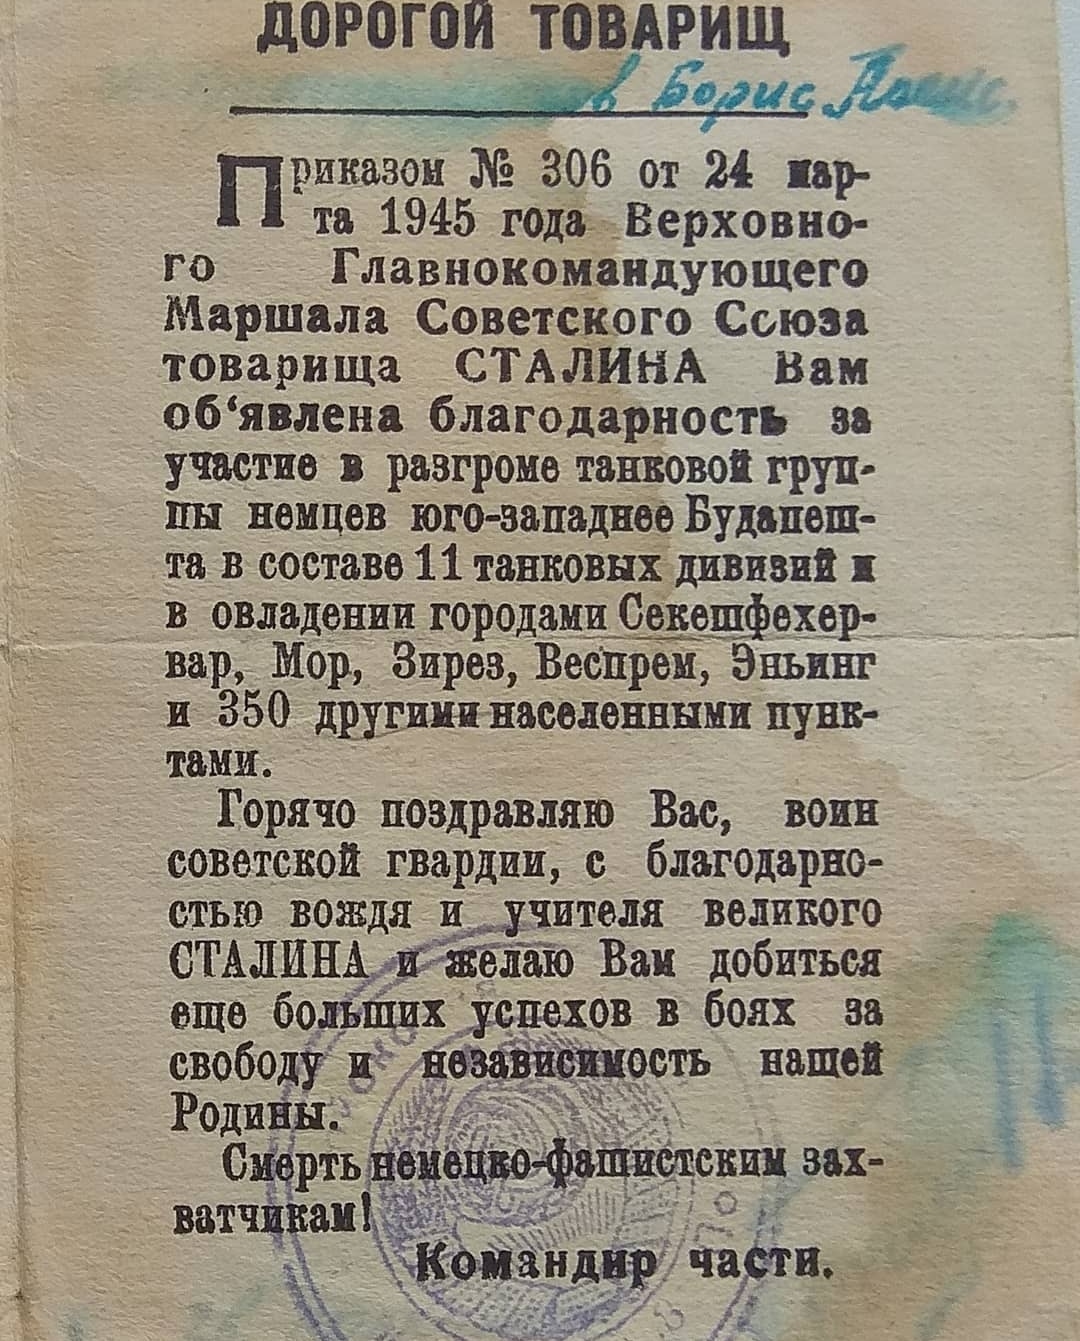 ДОРОГОЙ ТОВАРИЩ
в Борис
Приказом № 306 от 24 мар-
та 1945 года Верховно-
го Главнокомандующего
Маршала Советского Союза
товарища СТАЛИНА Вам
об‘явлена благодарность за
участие в разгроме танковой груп-
пы немцев юго-западнее Будапеш-
та в составе 11 танковых дивизий и
в овладении городами Секешфехер-
вар, Мор, Зирез, Веспрем, Эньинг
и 350 другими населенными пунк-
тами.
Горячо поздравляю Вас, воин
советской гвардии, с благодарно-
стью вождя и учителя великого
СТАЛИНА и желаю Вам добиться
еще больших успехов в боях за
свободу и независимость нашей
Родины.
Смерть немецко-фашистским зах-
ватчикам!
Командир части.